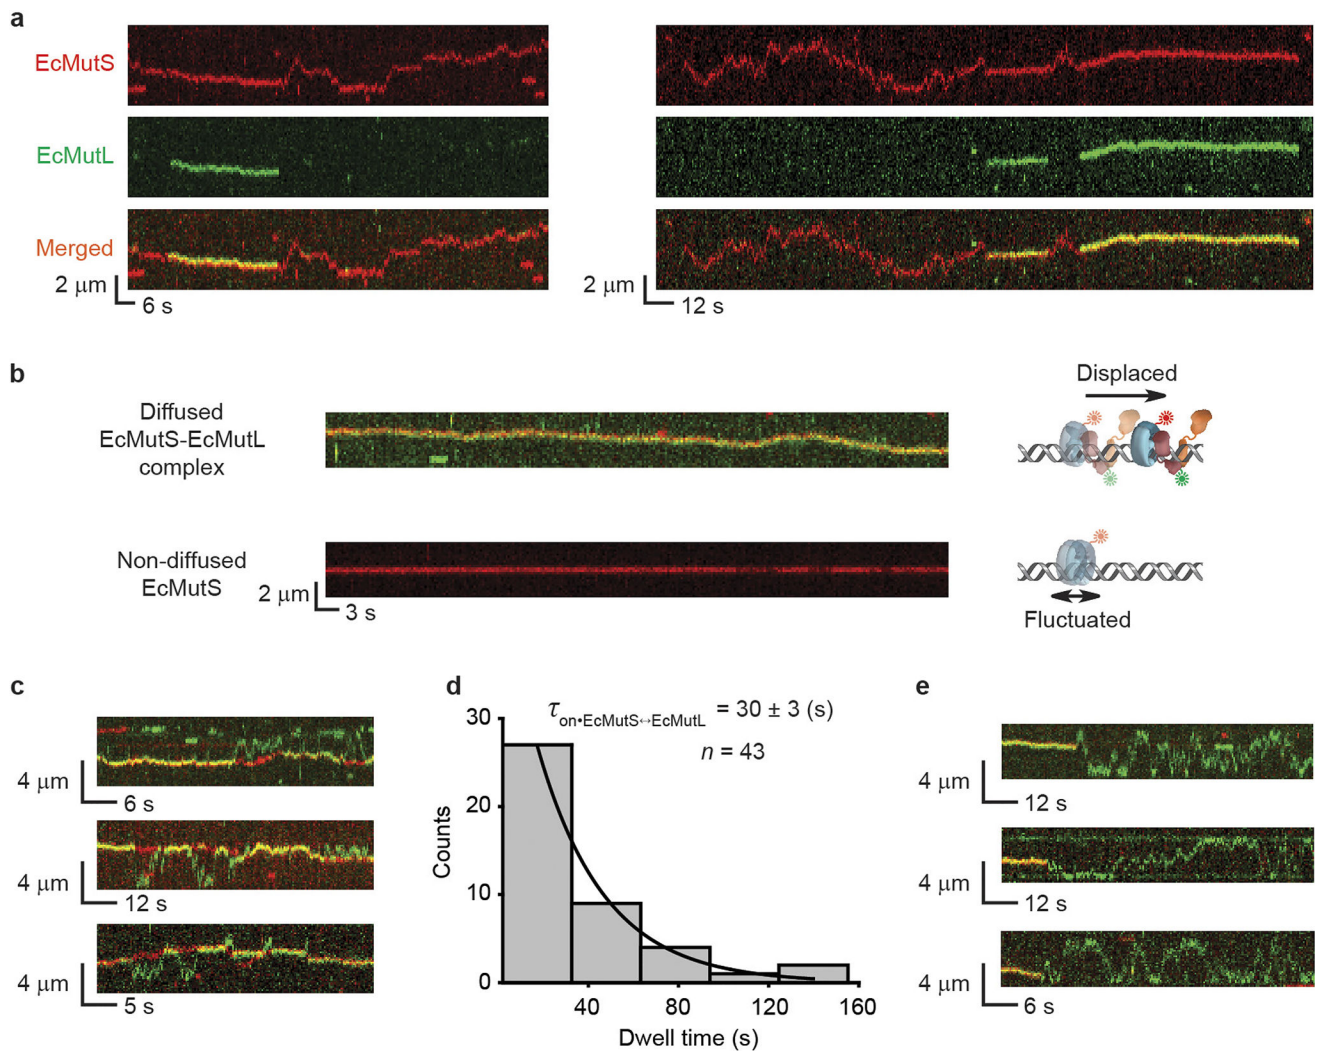 a
EcMutS
EcMutL
Merged
2 μm
6 s
2 μm
12 s
b
Diffused
EcMutS-EcMutL
complex
Displaced
Non-diffused
EcMutS
2 μm
3 s
Fluctuated
c
4 μm
6 s
4 μm
12 s
4 μm
5 s
d
τon•EcMutS↔EcMutL = 30 ± 3 (s)
n = 43
Counts
30
20
10
0
40
80
120
160
Dwell time (s)
e
4 μm
12 s
4 μm
12 s
4 μm
6 s